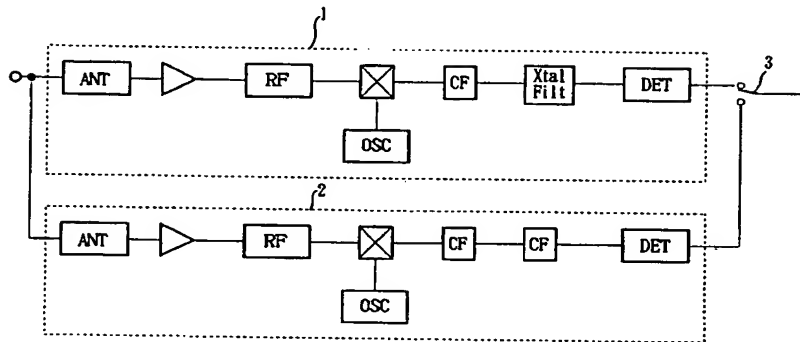 1
ANT
RF
CF
Xtal
Filt
DET
3
OSC
2
ANT
RF
CF
CF
DET
OSC